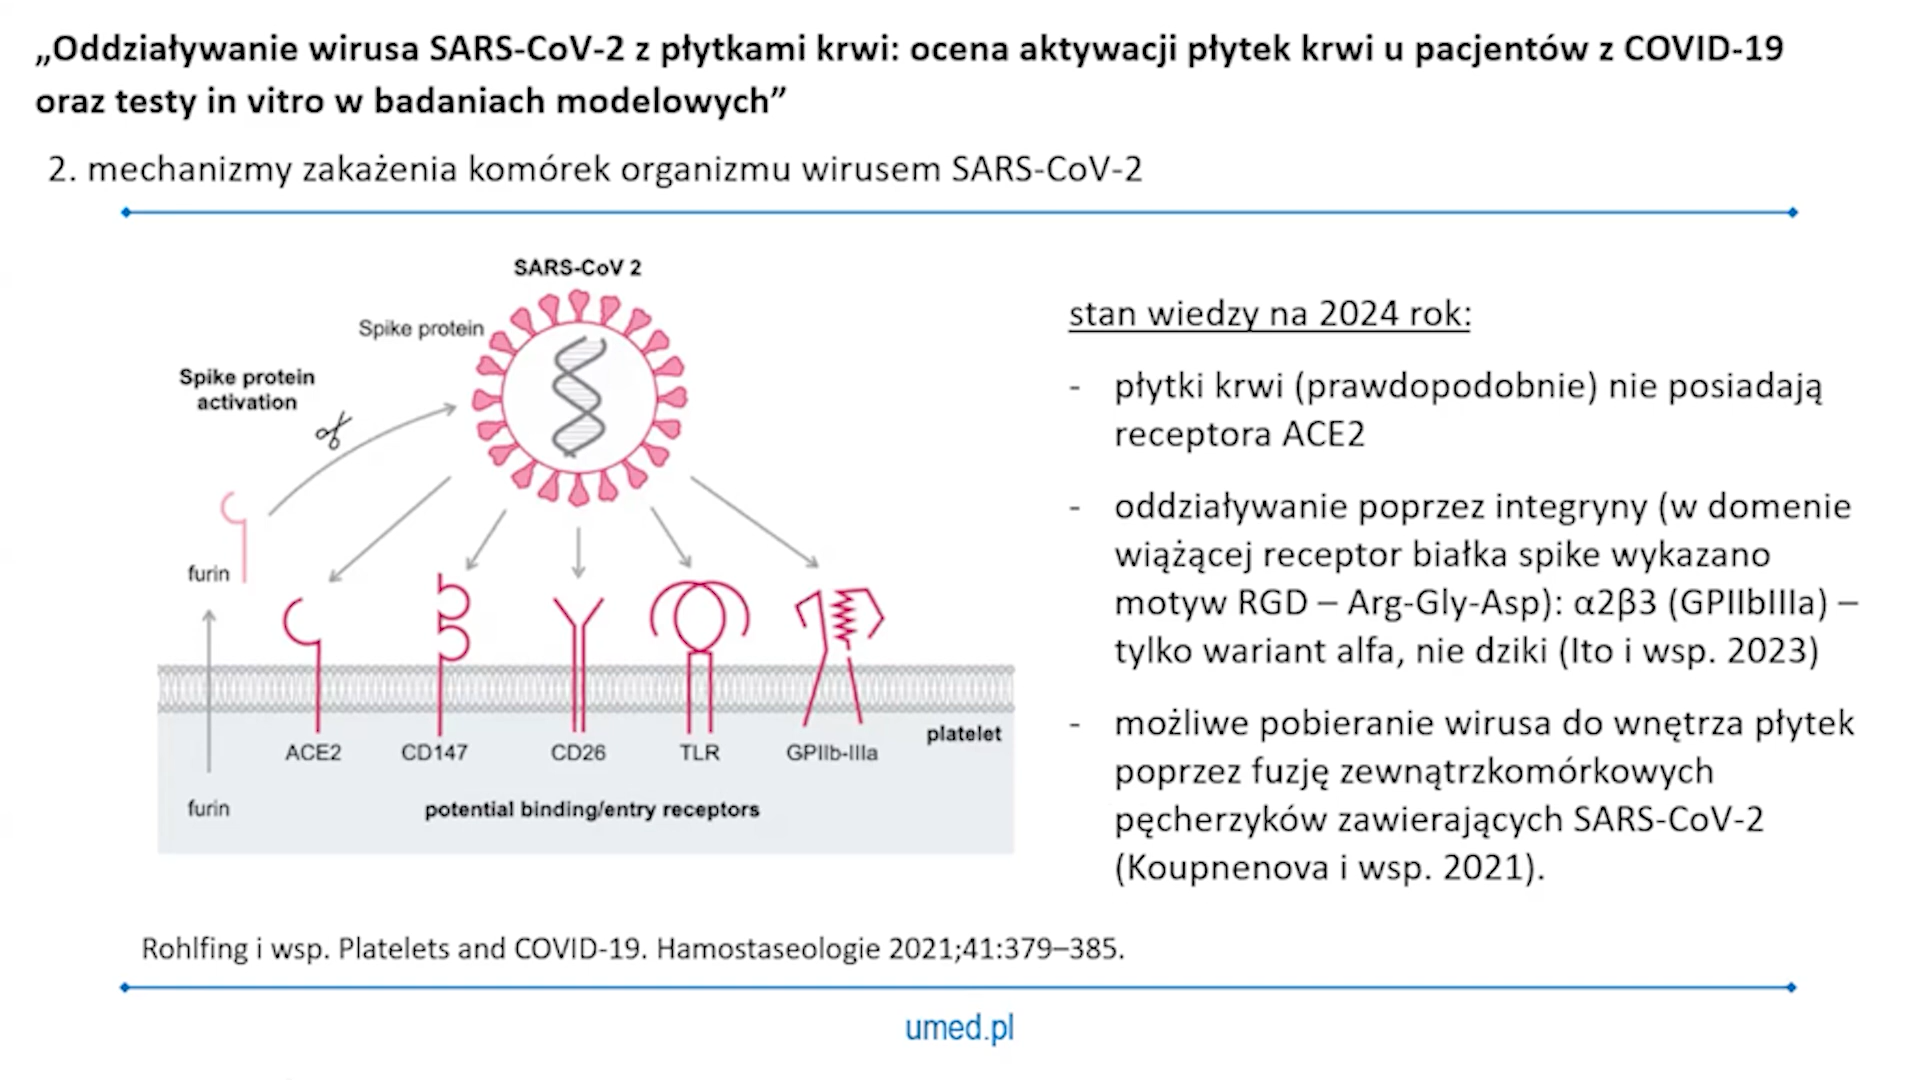 „Oddziaływanie wirusa SARS-CoV-2 z płytkami krwi: ocena aktywacji płytek krwi u pacjentów z COVID-19
oraz testy in vitro w badaniach modelowych”
2. mechanizmy zakażenia komórek organizmu wirusem SARS-CoV-2
SARS-CoV 2
Spike protein
Spike protein
activation
furin
ACE2
CD147
CD26
TLR
GPIIb-IIIa
platelet
furin
potential binding/entry receptors
stan wiedzy na 2024 rok:
- płytki krwi (prawdopodobnie) nie posiadają
receptora ACE2
- oddziaływanie poprzez integryny (w domenie
wiążącej receptor białka spike wykazano
motyw RGD – Arg-Gly-Asp): α2β3 (GPIIbIIIa) –
tylko wariant alfa, nie dziki (Ito i wsp. 2023)
- możliwe pobieranie wirusa do wnętrza płytek
poprzez fuzję zewnątrzkomórkowych
pęcherzyków zawierających SARS-CoV-2
(Koupnenova i wsp. 2021).
Rohlfing i wsp. Platelets and COVID-19. Hamostaseologie 2021;41:379–385.
umed.pl